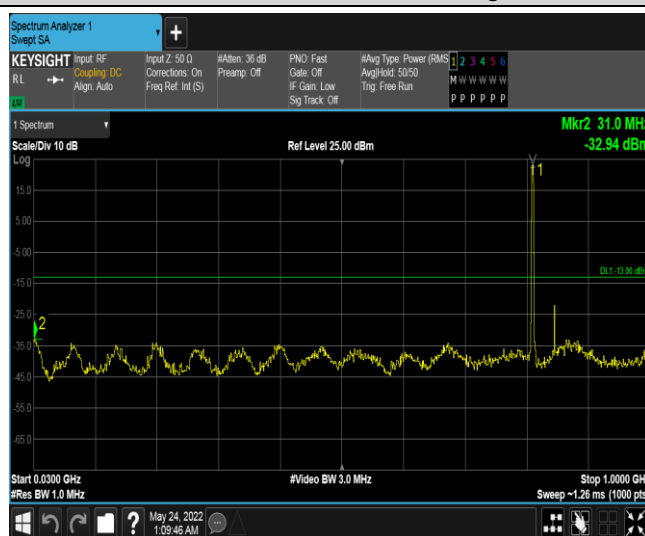 Spectrum Analyzer 1
Swept SA
+
KEYSIGHT Input: RF Input Z: 50 Ω #Atten: 36 dB PNO: Fast #Avg Type: Power (RMS 1 2 3 4 5 6
RL Coupling: DC Corrections: On Preamp: Off Gate: Off Avg|Hold: 50/50 M W W W W W
Align: Auto Freq Ref: Int (S) IF Gain: Low Trig: Free Run
Sig Track: Off P P P P P P
1 Spectrum Mkr2 31.0 MH
Scale/Div 10 dB Ref Level 25.00 dBm -32.94 dBm
Log
1
15.0
5.00
-5.00
DL1 -13.00 dBm
-15.0
-25.0
2
-35.0
-45.0
-55.0
-65.0
Start 0.0300 GHz #Video BW 3.0 MHz Stop 1.0000 GH
#Res BW 1.0 MHz Sweep ~1.26 ms (1000 pts
? May 24, 2022
1:09:46 AM